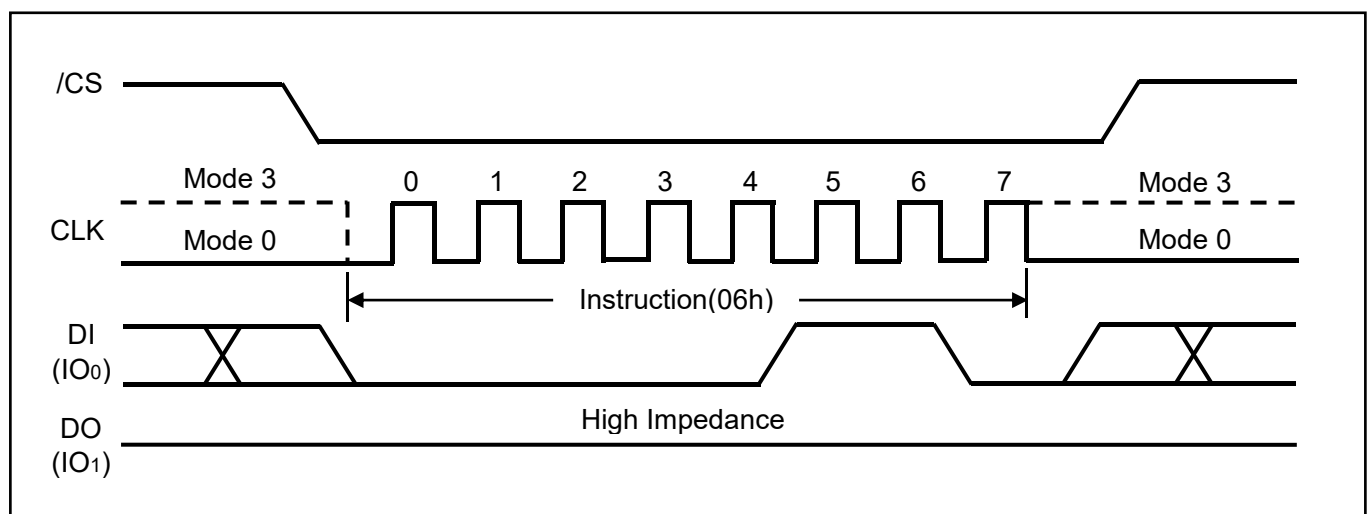 /CS
Mode 3 0 1 2 3 4 5 6 7 Mode 3
CLK
Mode 0 Mode 0
Instruction(06h)
DI
(IO0)
High Impedance
DO
(IO1)